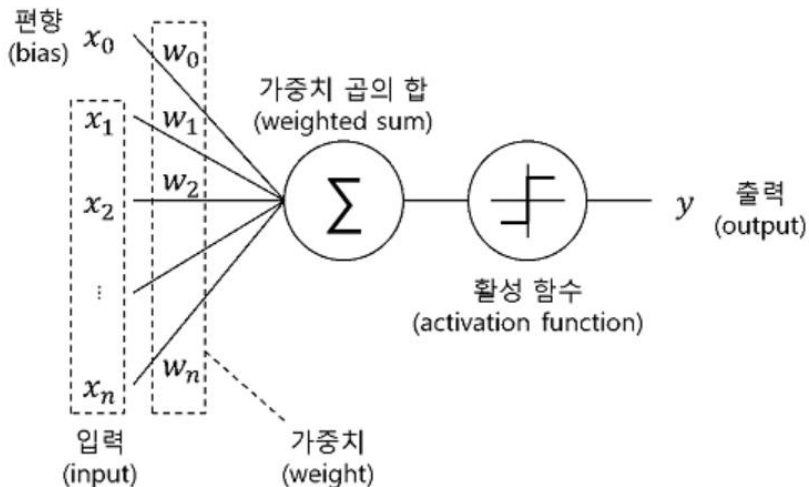 편향
(bias)
x₀
w₀
가중치 곱의 합
(weighted sum)
x₁
w₁
x₂
w₂
∑
y
출력
(output)
⋮
활성 함수
(activation function)
xₙ
wₙ
입력
(input)
가중치
(weight)